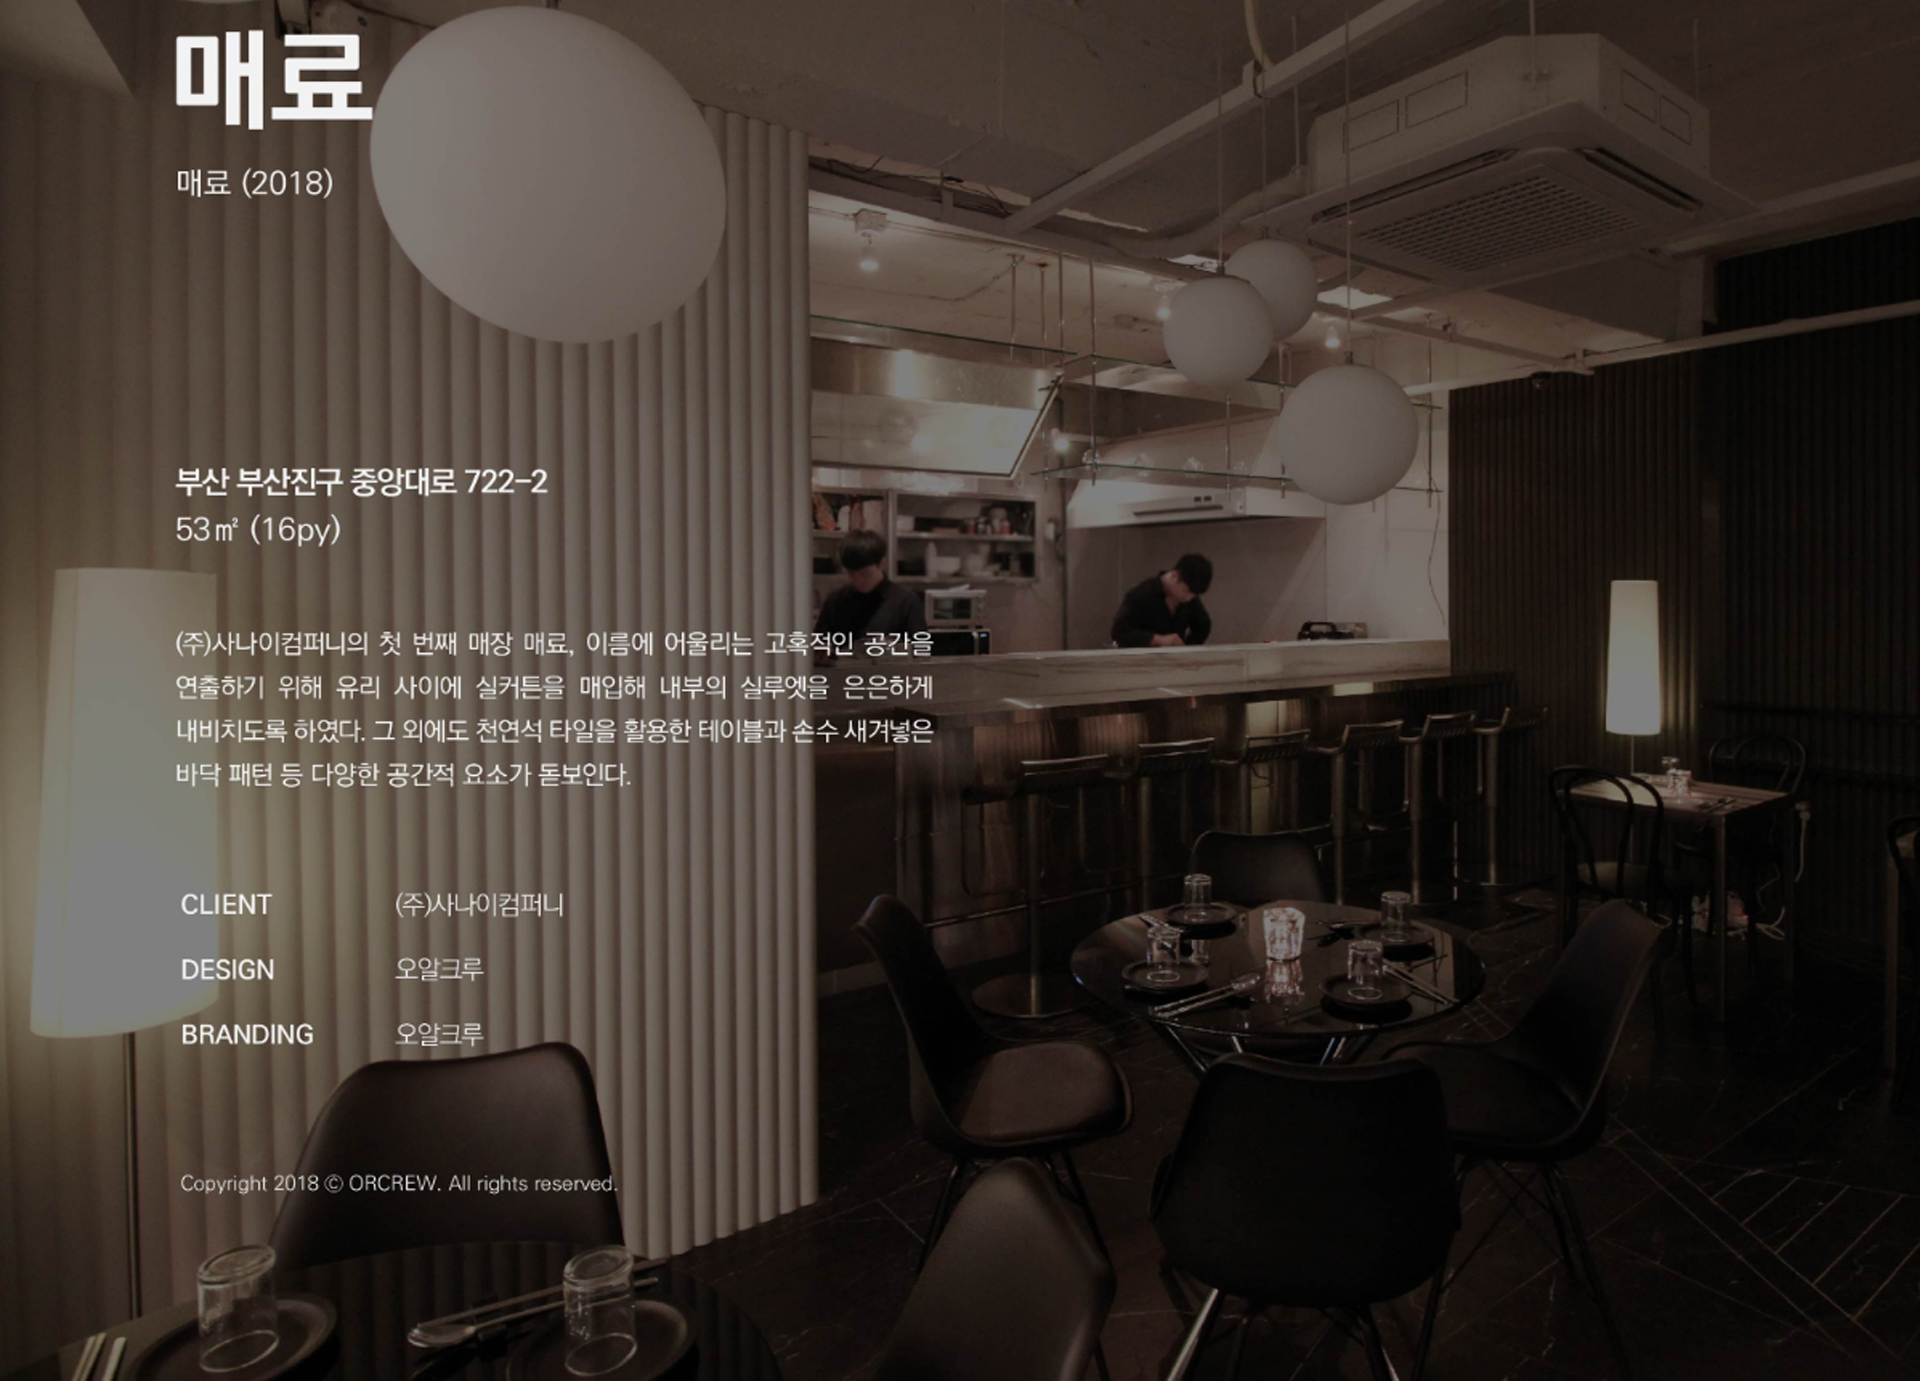 매료
매료 (2018)
부산 부산진구 중앙대로 722-2
53㎡ (16py)
(주)사나이컴퍼니의 첫 번째 매장 매료, 이름에 어울리는 고혹적인 공간을
연출하기 위해 유리 사이에 실커튼을 매입해 내부의 실루엣을 은은하게
내비치도록 하였다. 그 외에도 천연석 타일을 활용한 테이블과 손수 새겨넣은
바닥 패턴 등 다양한 공간적 요소가 돋보인다.
CLIENT (주)사나이컴퍼니
DESIGN 오알크루
BRANDING 오알크루
Copyright 2018 ⓒ ORCREW. All rights reserved.